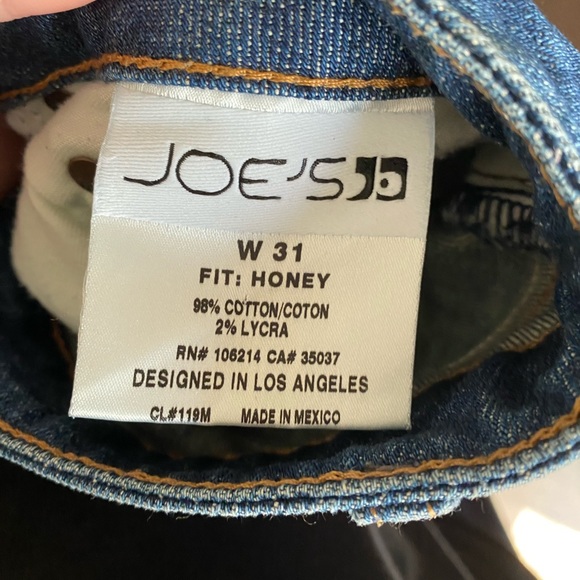 JOE'S
W 31
FIT: HONEY
98% COTTON/COTON
2% LYCRA
RN# 106214 CA# 35037
DESIGNED IN LOS ANGELES
CL#119M MADE IN MEXICO